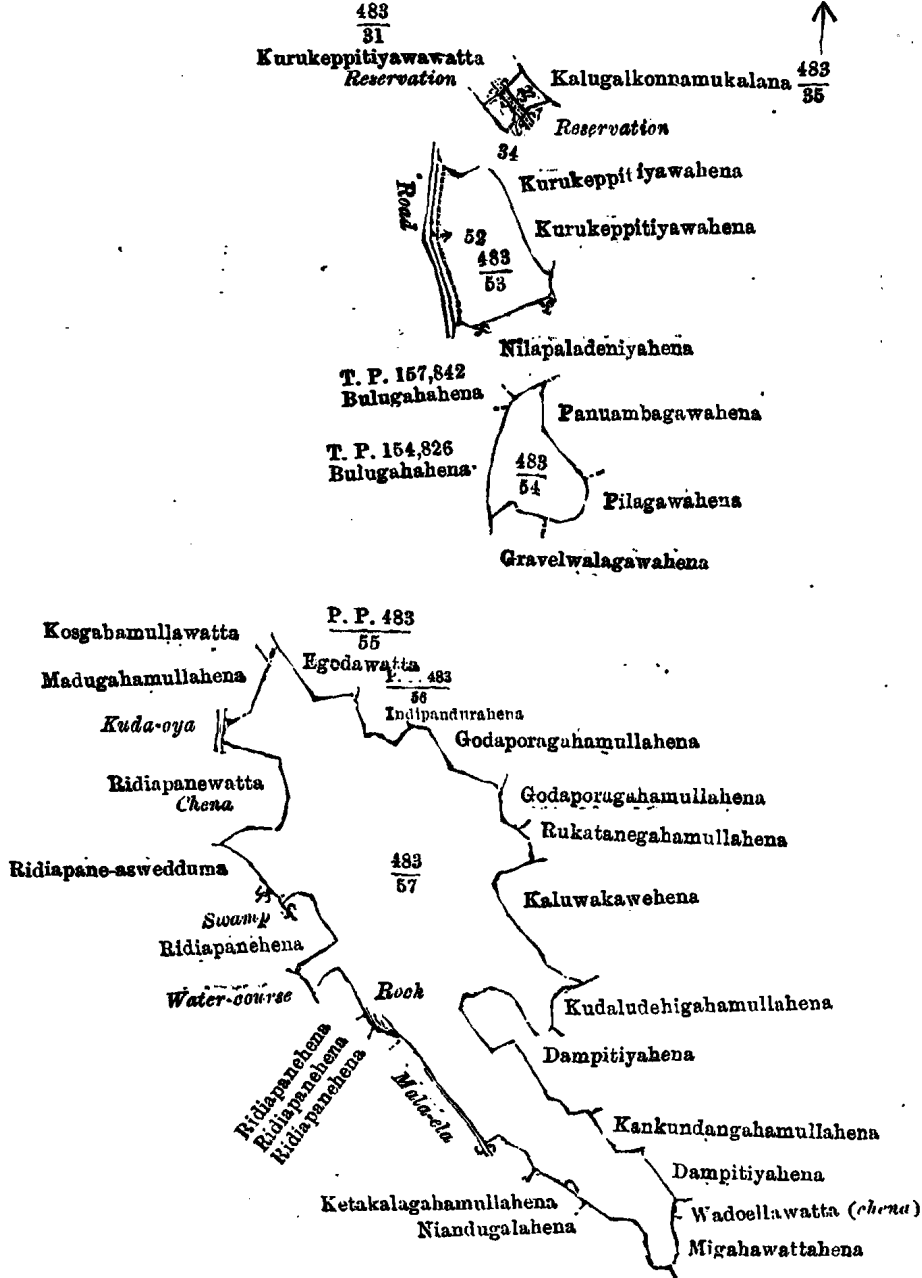 483
31
Kurukeppitiyawawatta
Reservation
Kalugalkonnamukalana 483
35
Reservation
34
Kurukeppitiyawahena
Road
Kurukeppitiyawahena
52
483
53
Nilapaladeniyahena
T. P. 157,842
Bulugahahena
Panuambagawahena
T. P. 154,826
Bulugahahena
483
54
Pilagawahena
Gravelwalagawahena
P. P. 483
55
Kosgahamullawatta
Egodawatta
Madugahamullahena
P. . . 483
56
Indipandurahena
Kuda-oya
Godaporagahamullahena
Ridiapanewatta
Chena
Godaporagahamullahena
Rukatanegahamullahena
Ridiapane-aswedduma
483
57
Kaluwakawehena
Swamp
Ridiapanehena
Water-course
Rock
Kudaludehigahamullahena
Ridiapanehena
Ridiapanehena
Ridiapanehena
Dampitiyahena
Mala-ela
Kankundangahamullahena
Dampitiyahena
Ketakalagahamullahena
Wadoellawatta (chena)
Niandugalahena
Migahawattahena